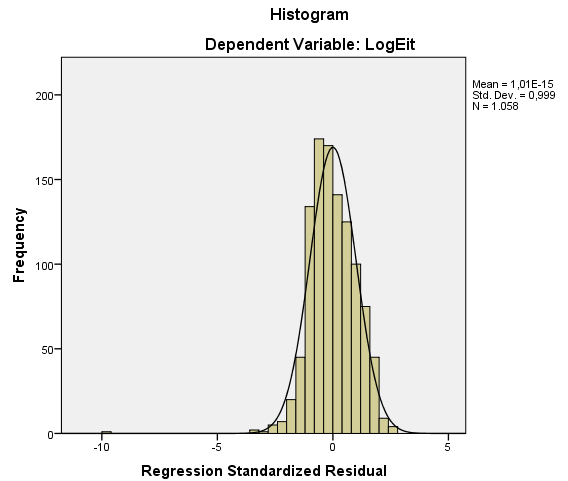 Histogram
Dependent Variable: LogEit
Mean = 1,01E-15
Std. Dev. = 0,999
N = 1.058
200
150
100
50
0
Frequency
-10
-5
0
5
Regression Standardized Residual